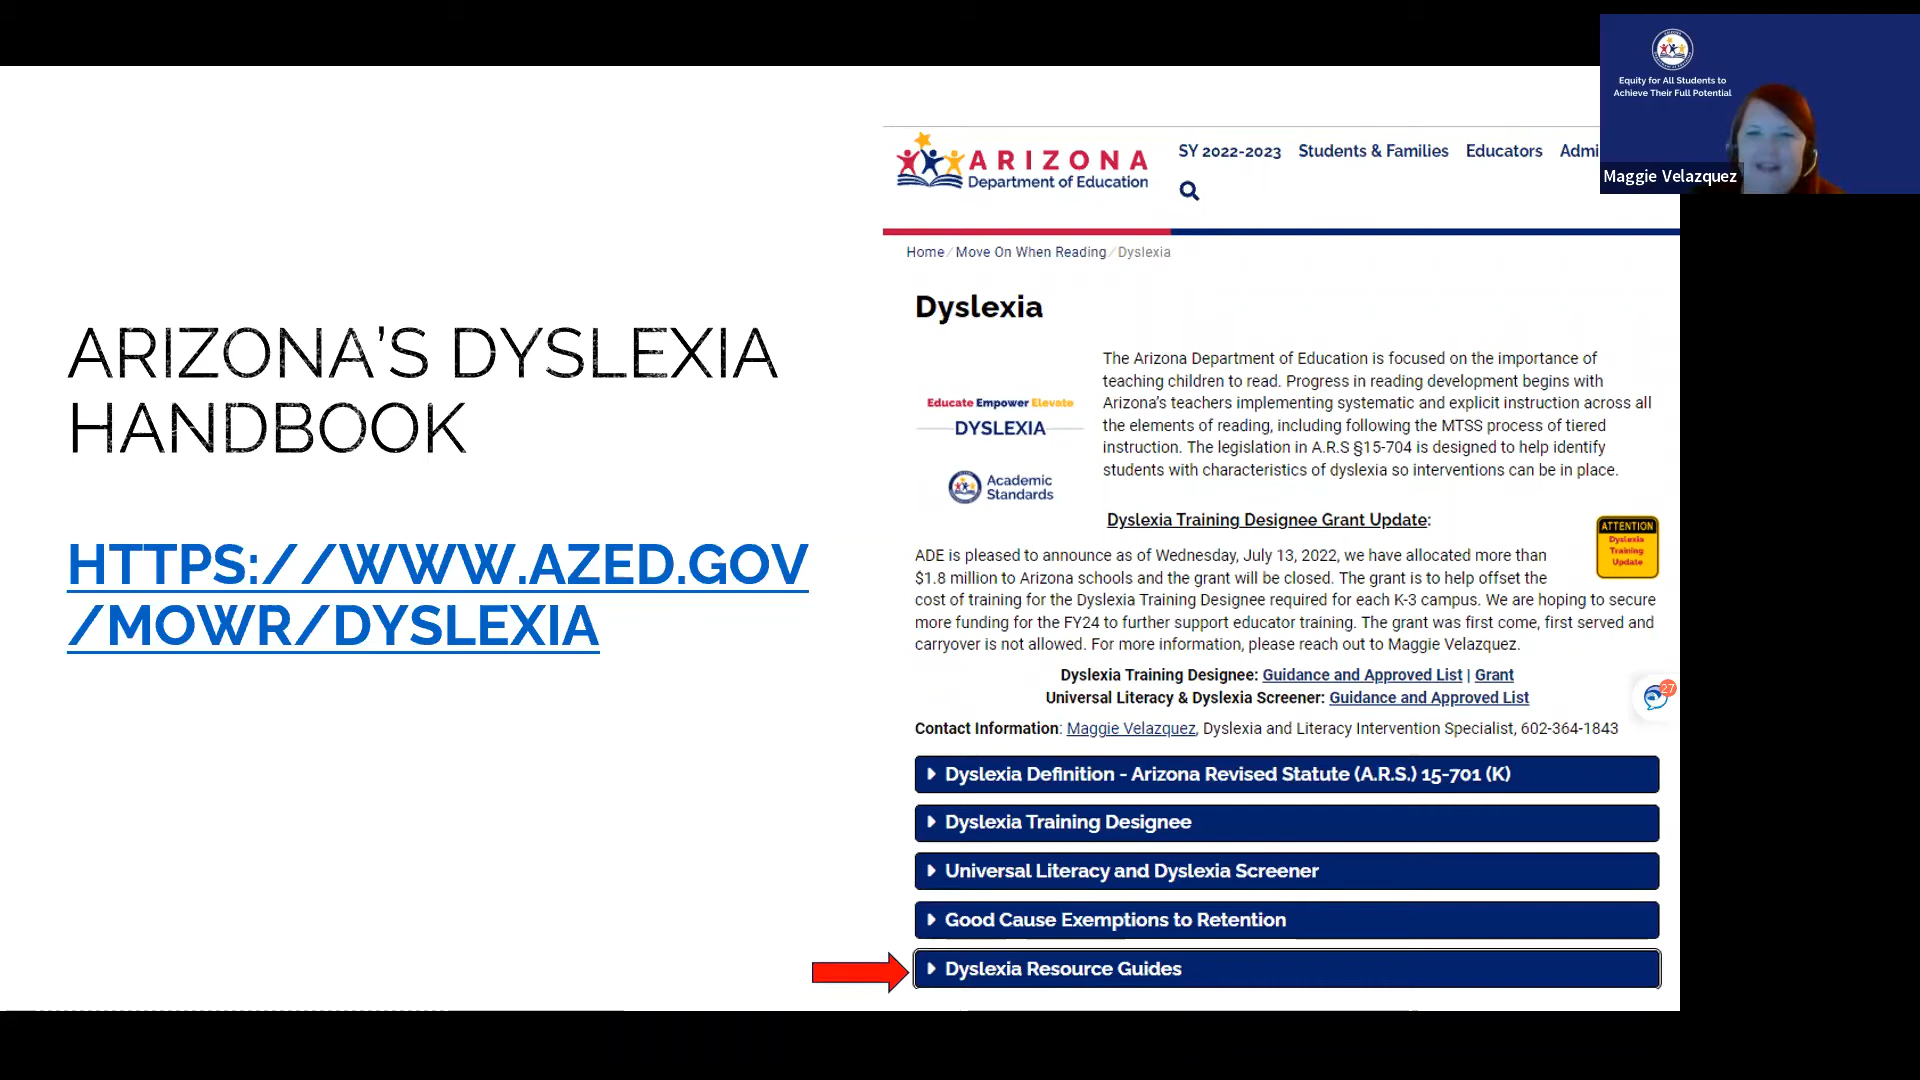 Equity for All Students to
Achieve Their Full Potential
Maggie Velazquez
ARIZONA'S DYSLEXIA
HANDBOOK
HTTPS://WWW.AZED.GOV
/MOWR/DYSLEXIA
ARIZONA
Department of Education
SY 2022-2023 Students & Families Educators Admi
Home / Move On When Reading / Dyslexia
Dyslexia
Educate Empower Elevate
DYSLEXIA
Academic
Standards
The Arizona Department of Education is focused on the importance of
teaching children to read. Progress in reading development begins with
Arizona's teachers implementing systematic and explicit instruction across all
the elements of reading, including following the MTSS process of tiered
instruction. The legislation in A.R.S §15-704 is designed to help identify
students with characteristics of dyslexia so interventions can be in place.
Dyslexia Training Designee Grant Update:
ATTENTION
Dyslexia
Training
Update
ADE is pleased to announce as of Wednesday, July 13, 2022, we have allocated more than
$1.8 million to Arizona schools and the grant will be closed. The grant is to help offset the
cost of training for the Dyslexia Training Designee required for each K-3 campus. We are hoping to secure
more funding for the FY24 to further support educator training. The grant was first come, first served and
carryover is not allowed. For more information, please reach out to Maggie Velazquez.
Dyslexia Training Designee: Guidance and Approved List | Grant
Universal Literacy & Dyslexia Screener: Guidance and Approved List
27
Contact Information: Maggie Velazquez, Dyslexia and Literacy Intervention Specialist, 602-364-1843
Dyslexia Definition - Arizona Revised Statute (A.R.S.) 15-701 (K)
Dyslexia Training Designee
Universal Literacy and Dyslexia Screener
Good Cause Exemptions to Retention
Dyslexia Resource Guides